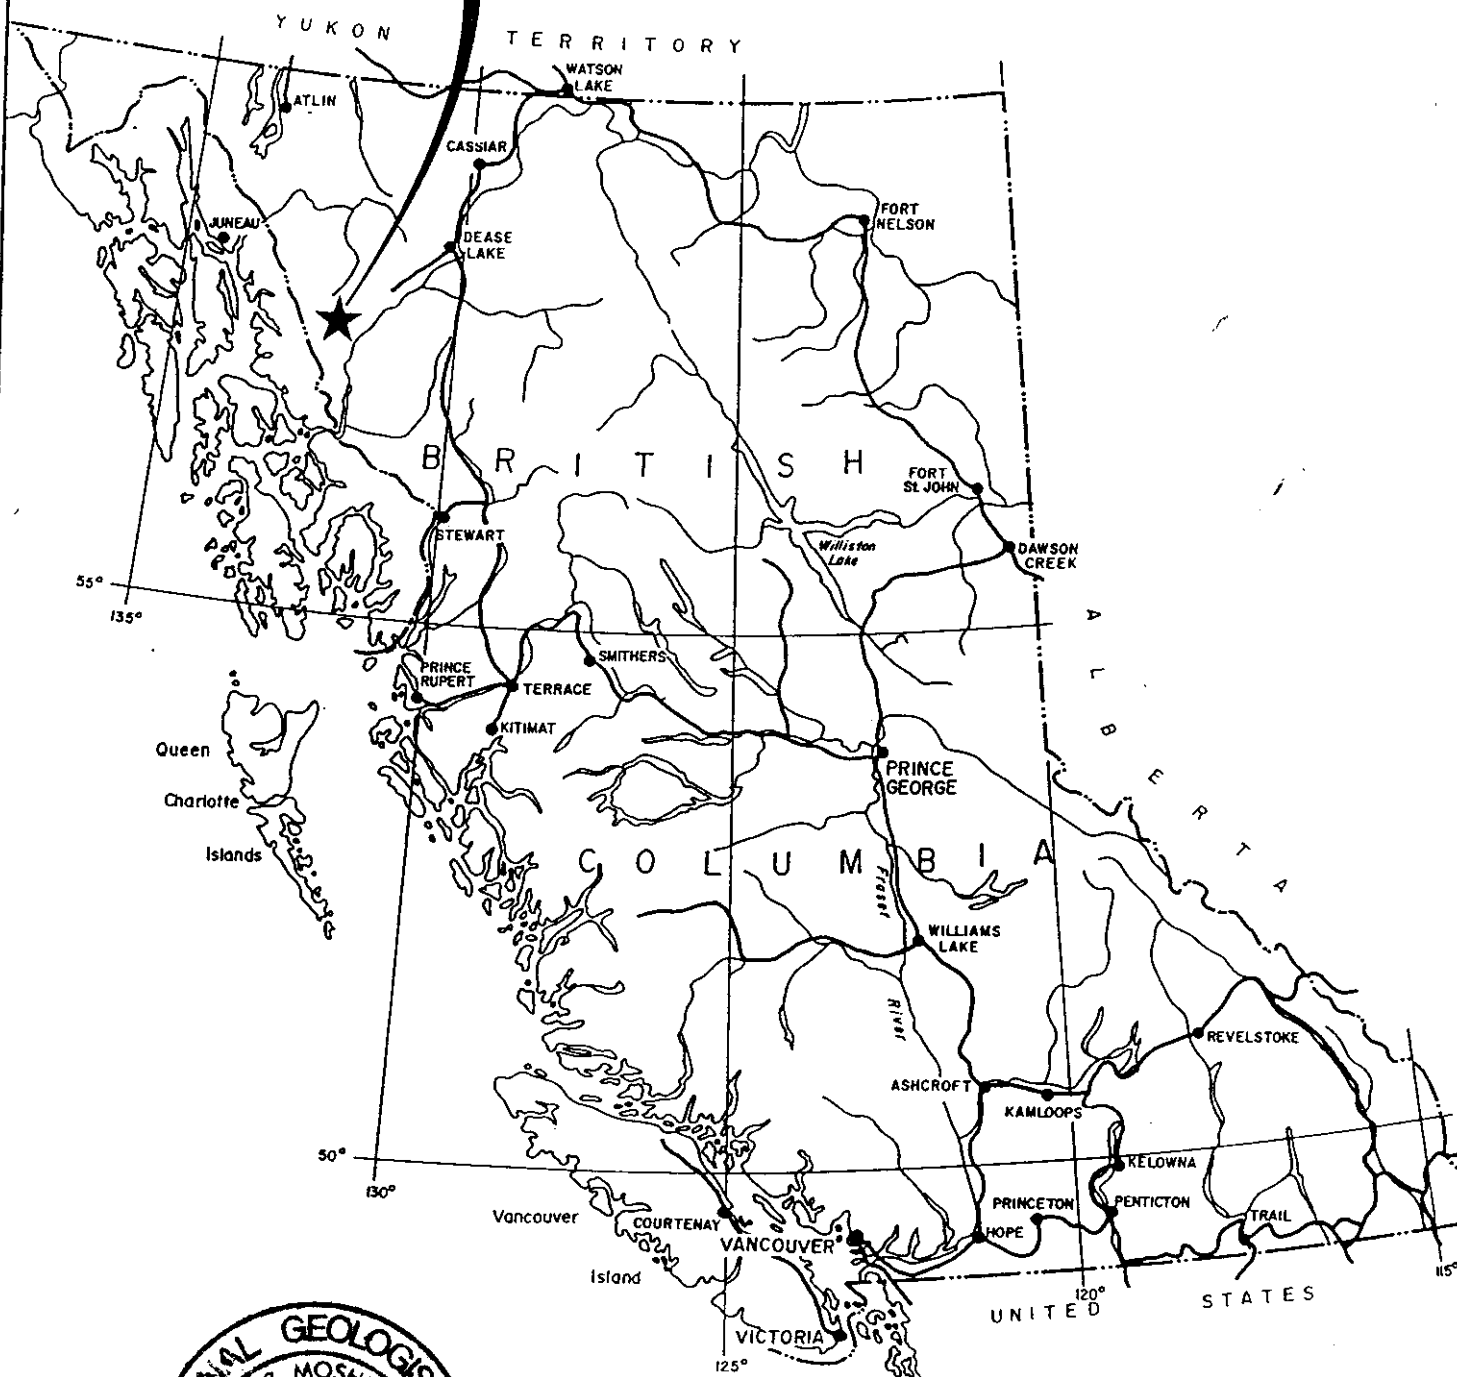 YUKON TERRITORY
WATSON
LAKE
ATLIN
CASSIAR
FORT
NELSON
JUNEAU
DEASE
LAKE
BRITISH
FORT
St. JOHN
STEWART
Williston
Lake
DAWSON
CREEK
55°
135°
ALBERTA
SMITHERS
PRINCE
RUPERT
TERRACE
KITIMAT
Queen
Charlotte
Islands
PRINCE
GEORGE
COLUMBIA
Fraser
River
WILLIAMS
LAKE
REVELSTOKE
ASHCROFT
KAMLOOPS
50°
130°
KELOWNA
PRINCETON
PENTICTON
Vancouver
Island
COURTENAY
VANCOUVER
HOPE
TRAIL
115°
120°
UNITED STATES
VICTORIA
125°
GEOLOGIS